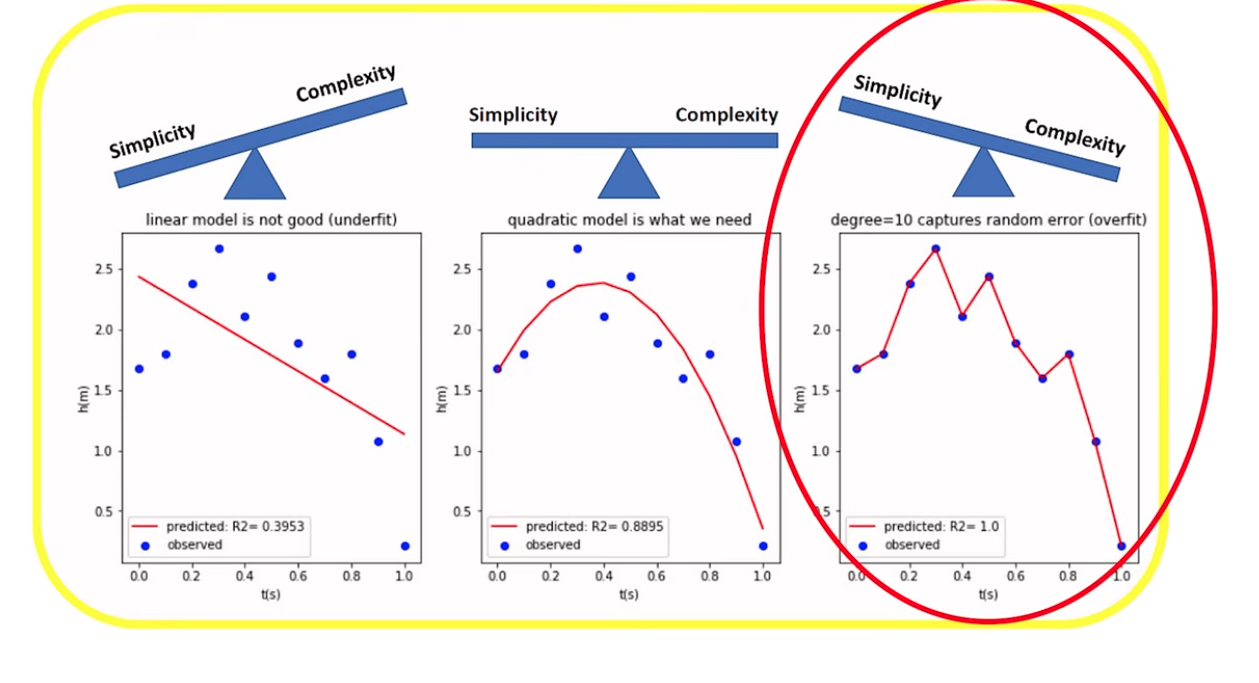 Simplicity
Complexity
linear model is not good (underfit)
2.5
2.0
1.5
1.0
0.5
h(m)
predicted: R2= 0.3953
observed
0.0 0.2 0.4 0.6 0.8 1.0
t(s)
Simplicity
Complexity
quadratic model is what we need
2.5
2.0
1.5
1.0
0.5
h(m)
predicted: R2= 0.8895
observed
0.0 0.2 0.4 0.6 0.8 1.0
t(s)
Simplicity
Complexity
degree=10 captures random error (overfit)
2.5
2.0
1.5
1.0
0.5
h(m)
predicted: R2= 1.0
observed
0.0 0.2 0.4 0.6 0.8 1.0
t(s)